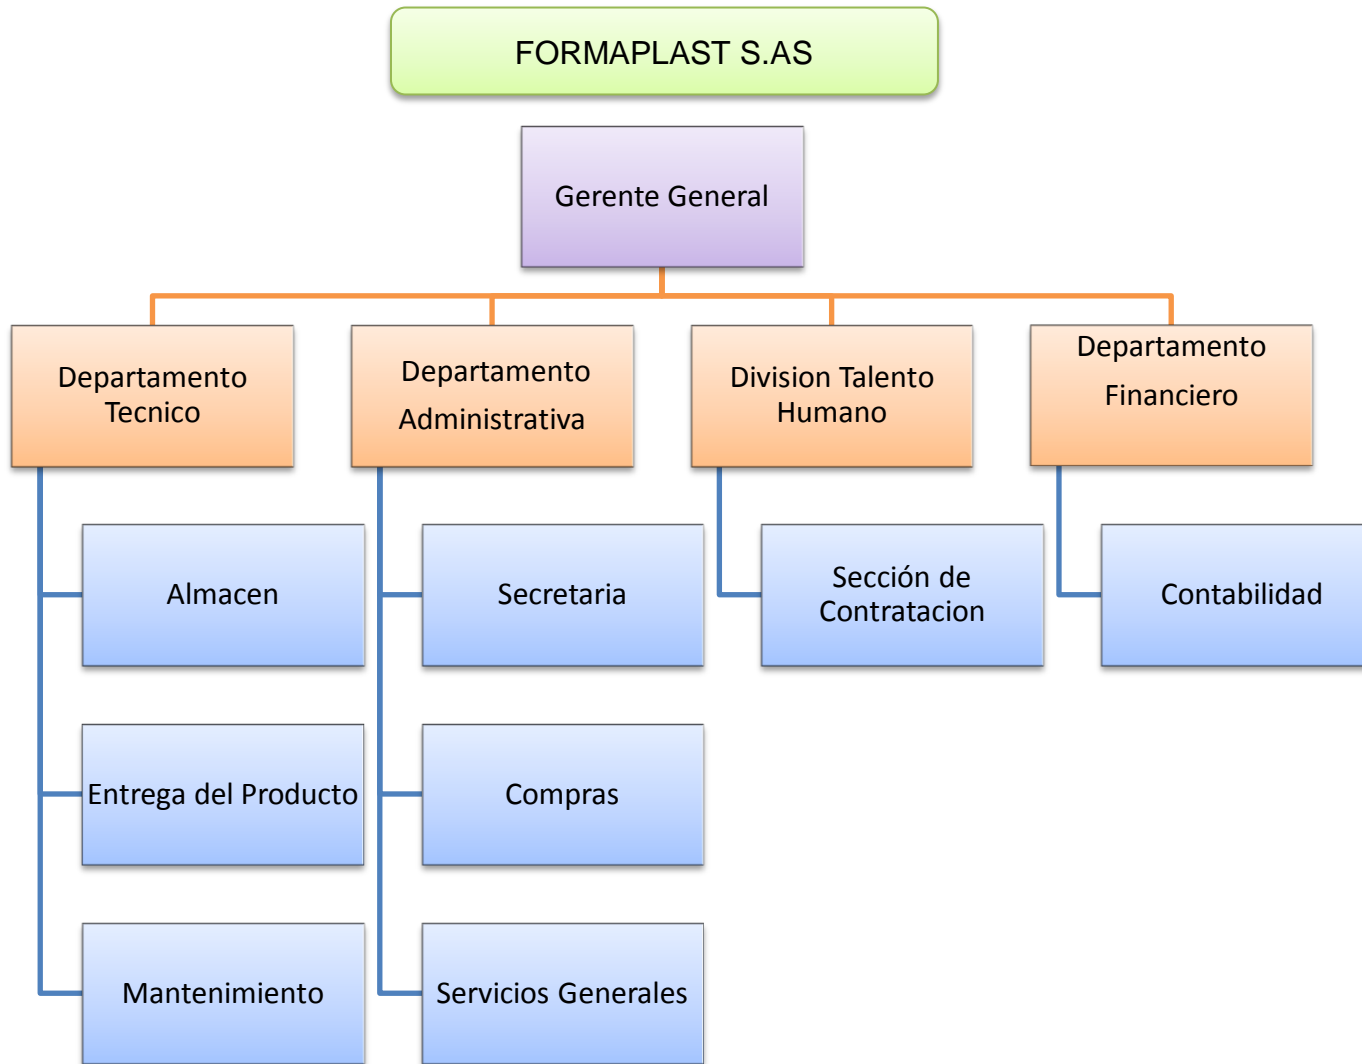 FORMAPLAST S.AS
Gerente General
Departamento
Tecnico
Departamento
Administrativa
Division Talento
Humano
Departamento
Financiero
Almacen
Secretaria
Sección de
Contratacion
Contabilidad
Entrega del Producto
Compras
Mantenimiento
Servicios Generales